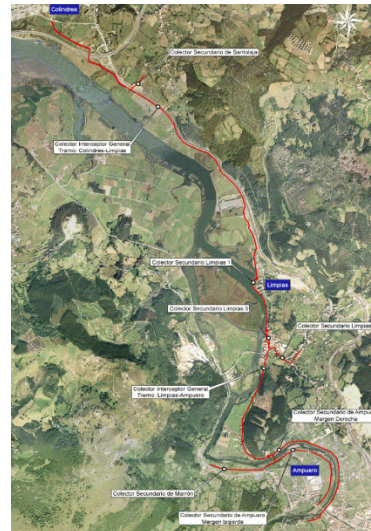 Colindres
Colector Secundario de Santolaja
Colector Interceptor General
Tramo: Colindres-Limpias
Colector Secundario Limpias 1
Limpias
Colector Secundario Limpias 3
Colector Secundario Limpias
Colector Interceptor General
Tramo: Limpias-Ampuero
Colector Secundario de Ampuero
Margen Derecha
Ampuero
Colector Secundario de Marrón
Colector Secundario de Ampuero
Margen Izquierda